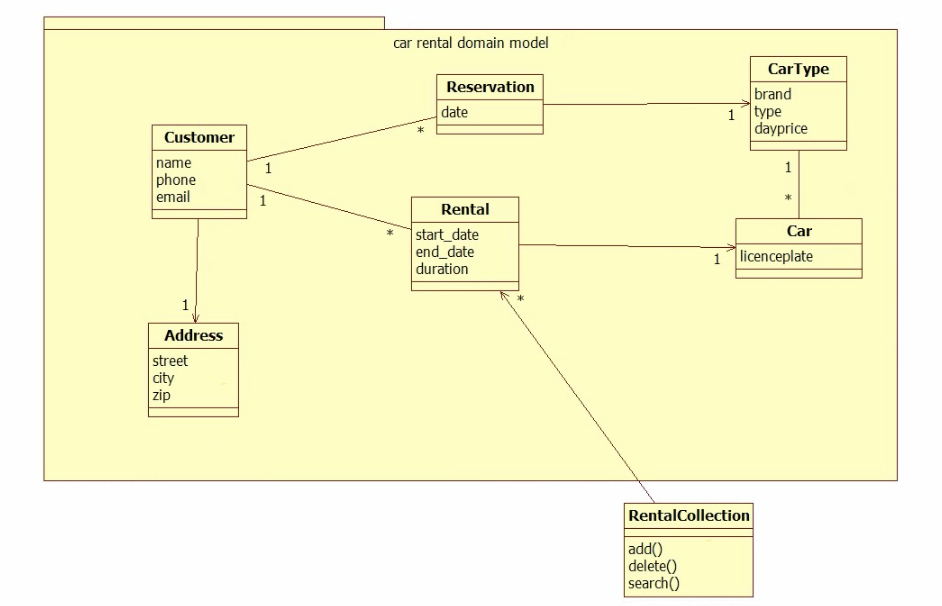 car rental domain model
CarType
brand
type
dayprice
Reservation
date
1
*
Customer
name
phone
email
1
1
*
1
*
Rental
start_date
end_date
duration
*
1
Car
licenceplate
1
Address
street
city
zip
RentalCollection
add()
delete()
search()